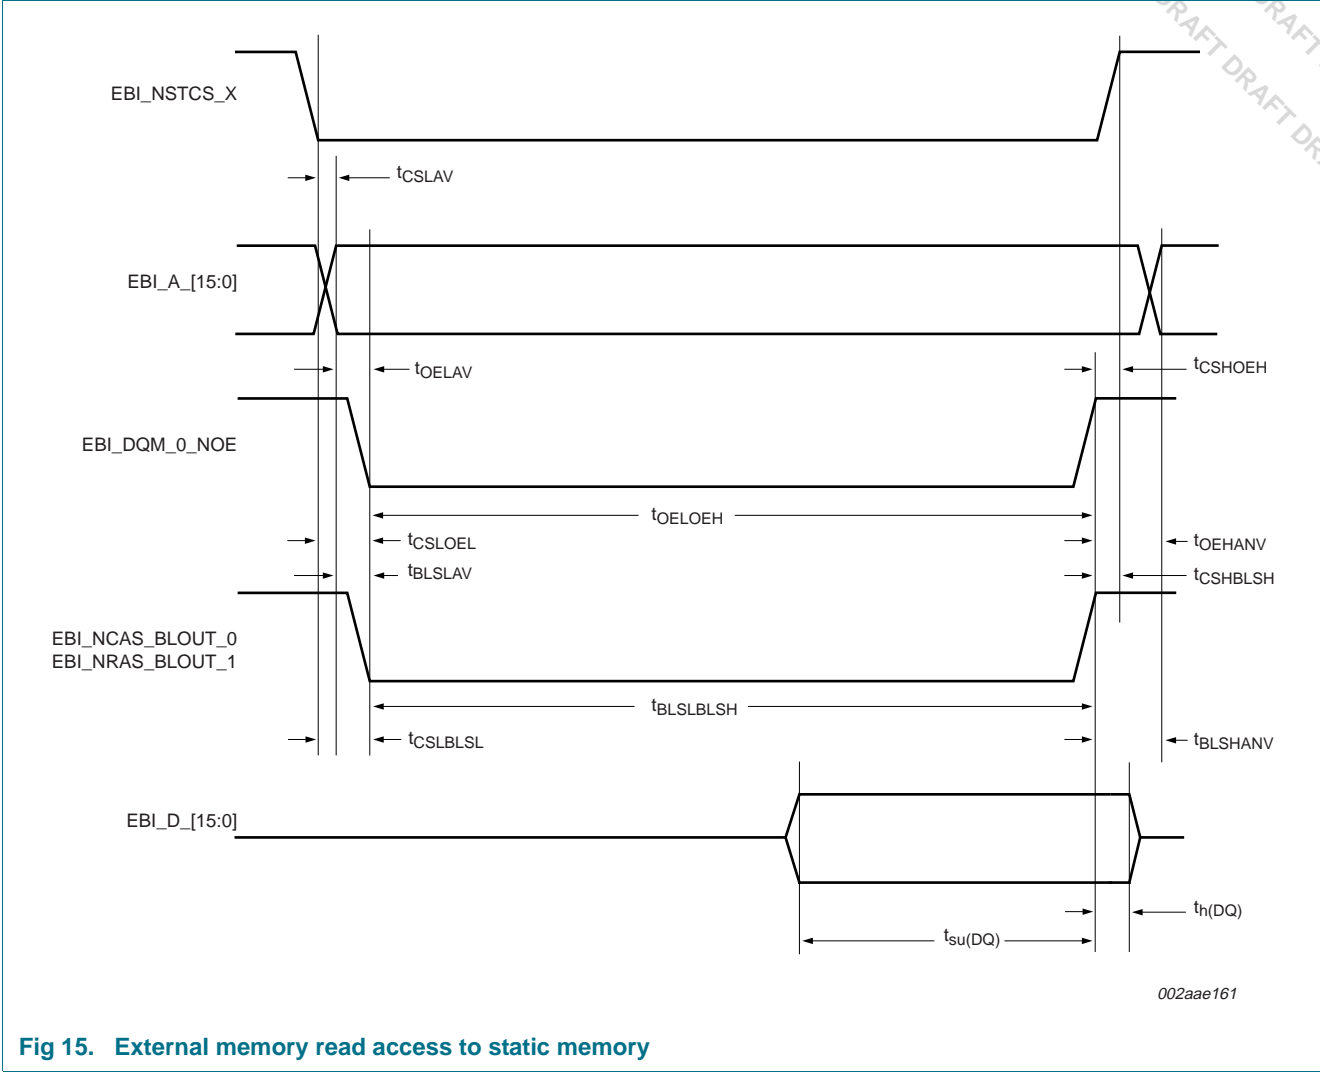 DRAFT DRAFT DR
DRAFT
EBI_NSTCS_X
tCSLAV
EBI_A_[15:0]
tOELAV
tCSHOEH
EBI_DQM_0_NOE
tOELOEH
tCSLOEL
tOEHANV
tBLSLAV
tCSHBLSH
EBI_NCAS_BLOUT_0
EBI_NRAS_BLOUT_1
tBLSLBLSH
tCSLBLSL
tBLSHANV
EBI_D_[15:0]
th(DQ)
tsu(DQ)
002aae161
Fig 15. External memory read access to static memory